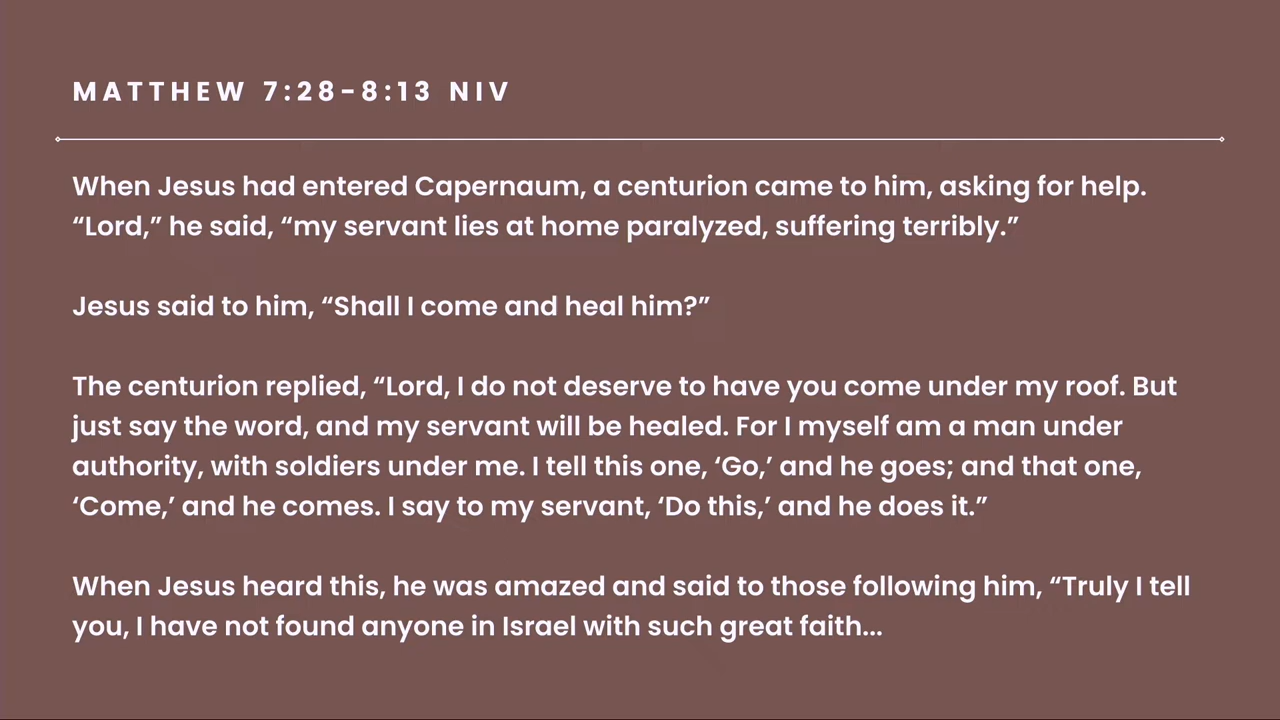 MATTHEW 7:28-8:13 NIV
When Jesus had entered Capernaum, a centurion came to him, asking for help.
“Lord,” he said, “my servant lies at home paralyzed, suffering terribly.”
Jesus said to him, “Shall I come and heal him?”
The centurion replied, “Lord, I do not deserve to have you come under my roof. But
just say the word, and my servant will be healed. For I myself am a man under
authority, with soldiers under me. I tell this one, ‘Go,’ and he goes; and that one,
‘Come,’ and he comes. I say to my servant, ‘Do this,’ and he does it.”
When Jesus heard this, he was amazed and said to those following him, “Truly I tell
you, I have not found anyone in Israel with such great faith...